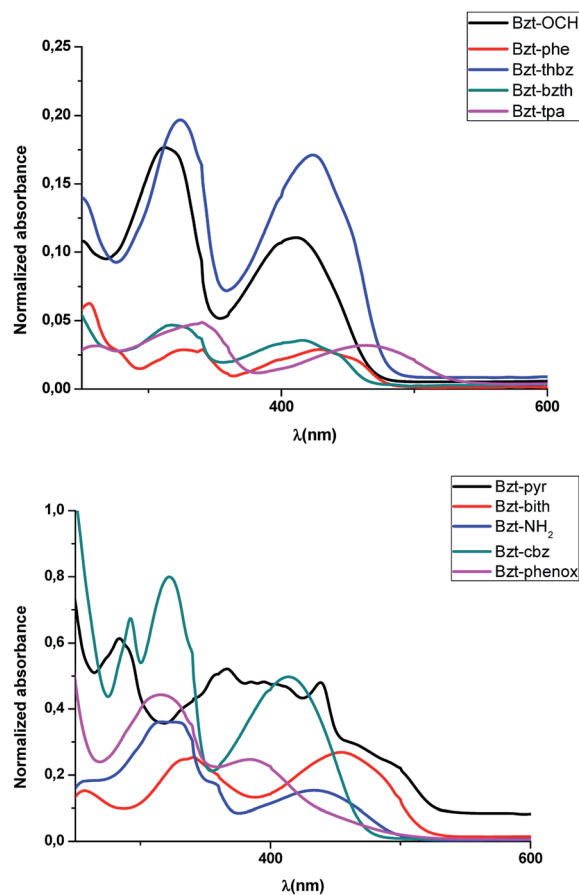 Bzt-OCH
Bzt-phe
Bzt-thbz
Bzt-bzth
Bzt-tpa
0,25
0,20
0,15
0,10
0,05
0,00
Normalized absorbance
400
600
λ(nm)
Bzt-pyr
Bzt-bith
Bzt-NH₂
Bzt-cbz
Bzt-phenox
1,0
0,8
0,6
0,4
0,2
0,0
Normalized absorbance
400
600
λ(nm)